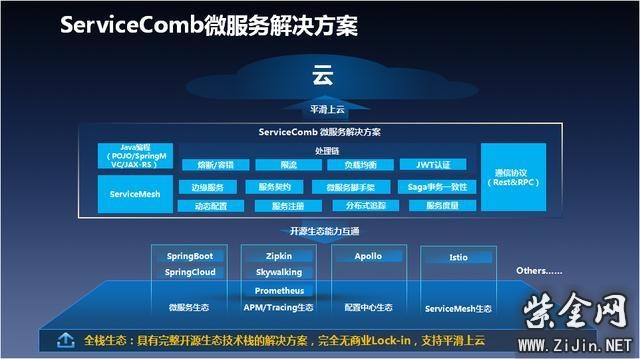 ServiceComb微服务解决方案
云
平滑上云
ServiceComb 微服务解决方案
Java编程
(POJO/SpringM
VC/JAX-RS)
处理链
熔断/容错
限流
负载均衡
JWT认证
通信协议
(Rest&RPC)
ServiceMesh
边缘服务
服务契约
微服务脚手架
Saga事务一致性
动态配置
服务注册
分布式追踪
服务度量
开源生态能力互通
SpringBoot
Zipkin
Apollo
Istio
SpringCloud
Skywalking
Others......
Prometheus
微服务生态
APM/Tracing生态
配置中心生态
ServiceMesh生态
全栈生态：具有完整开源生态技术栈的解决方案，完全无商业Lock-in，支持平滑上云
紫金网
WWW.ZiJin.NET